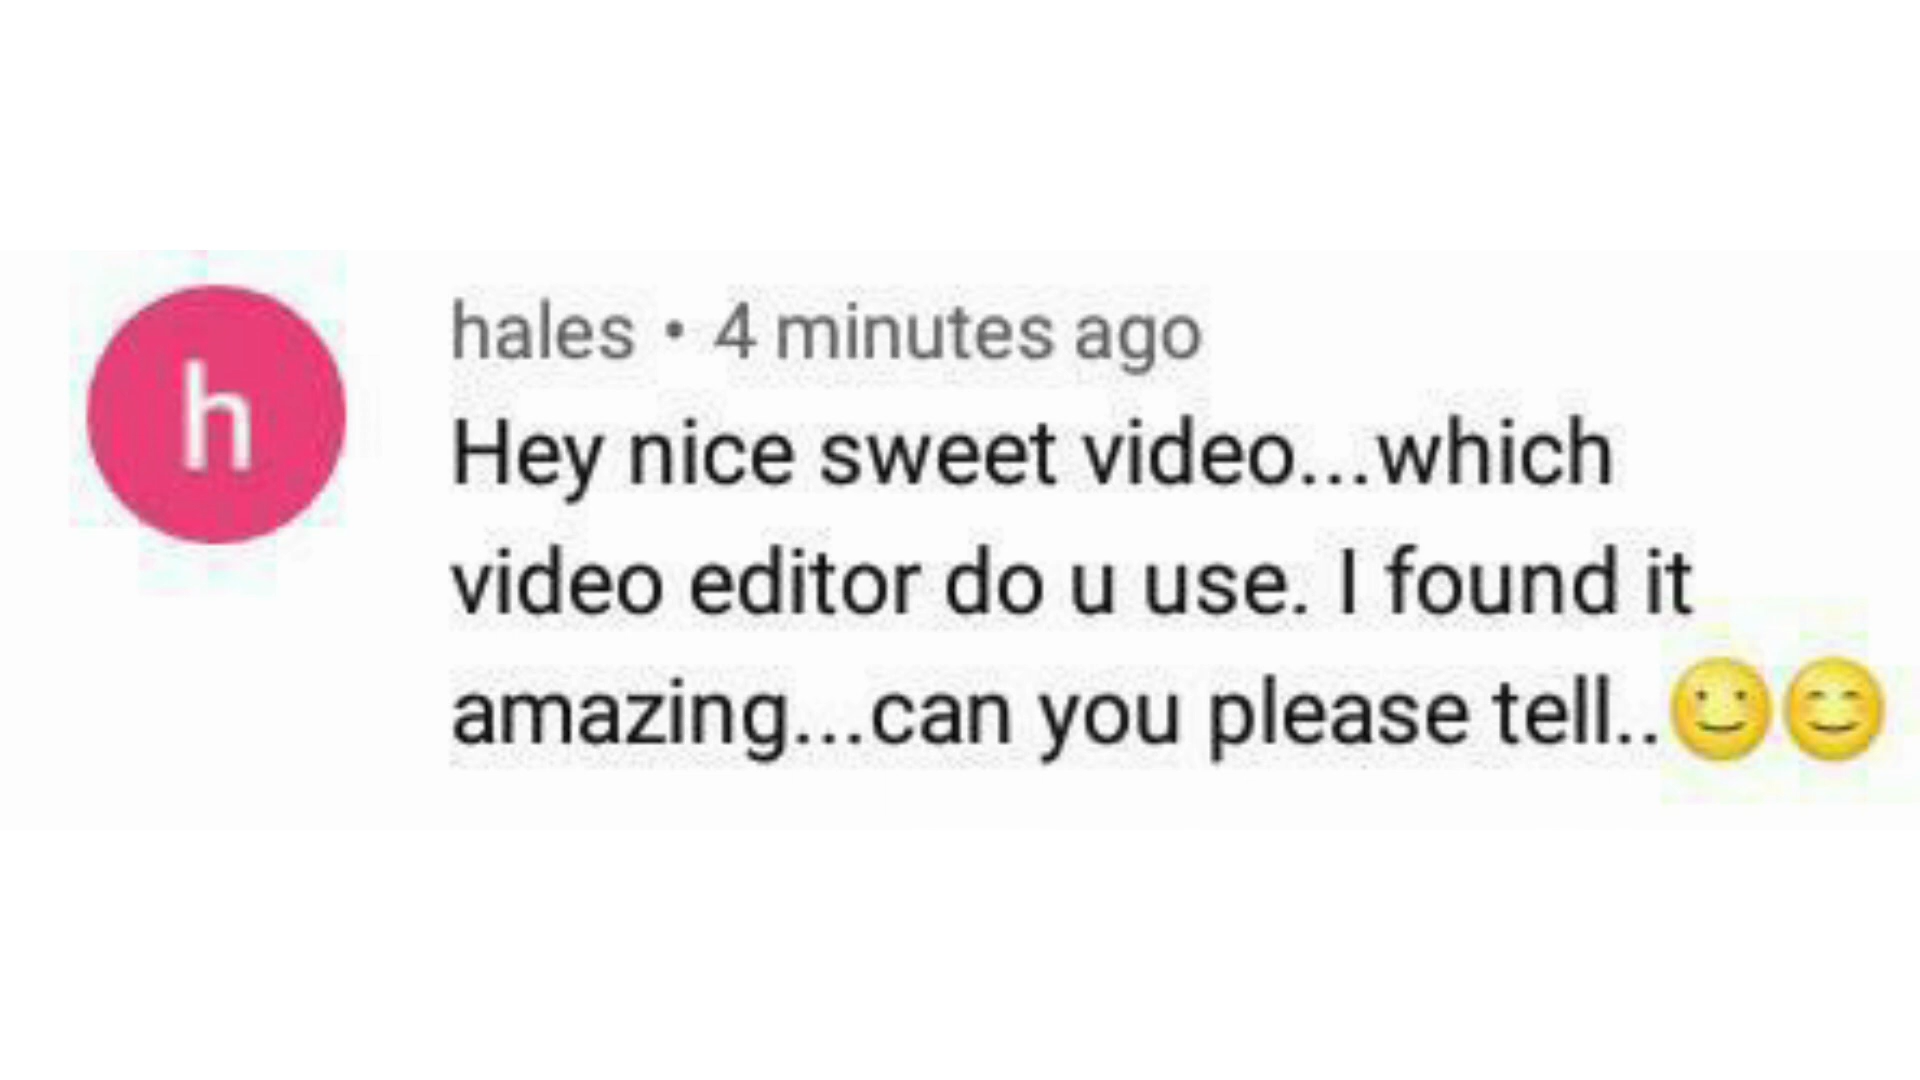 h
hales • 4 minutes ago
Hey nice sweet video...which
video editor do u use. I found it
amazing...can you please tell..🙂😊